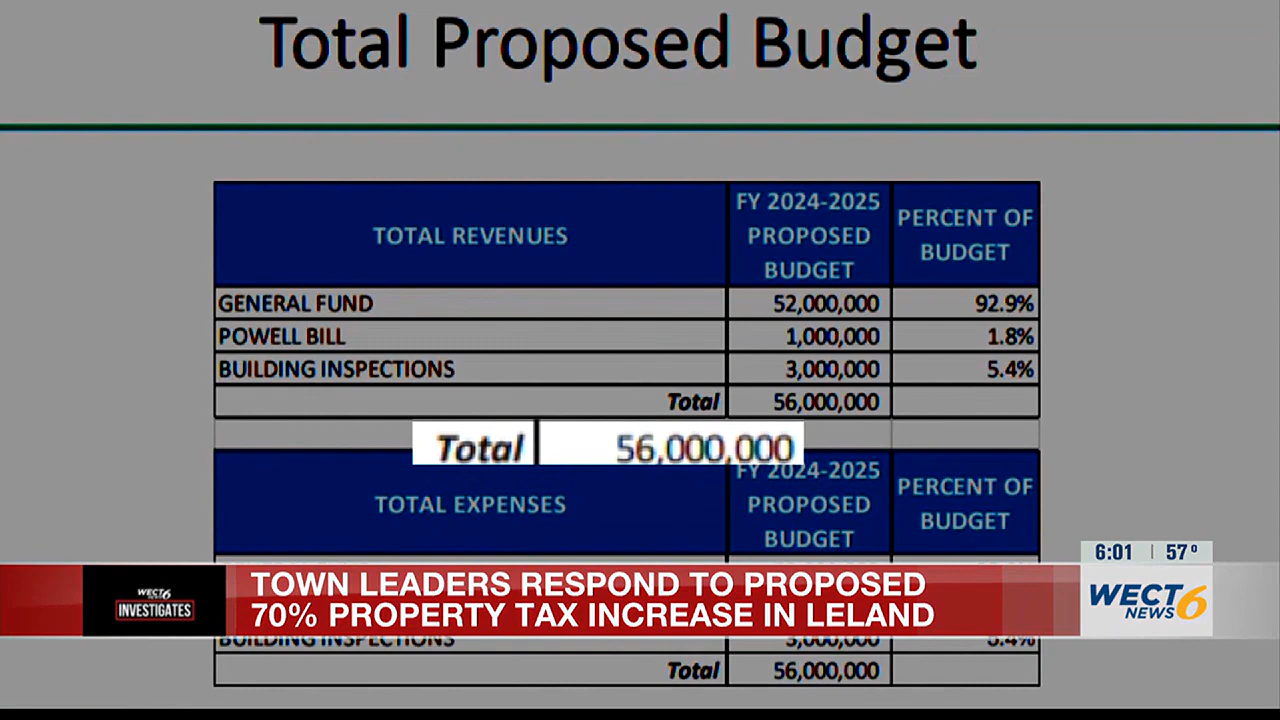 Total Proposed Budget
TOTAL REVENUES
FY 2024-2025
PROPOSED
BUDGET
PERCENT OF
BUDGET
GENERAL FUND 52,000,000 92.9%
POWELL BILL 1,000,000 1.8%
BUILDING INSPECTIONS 3,000,000 5.4%
Total 56,000,000
Total 56,000,000
TOTAL EXPENSES
FY 2024-2025
PROPOSED
BUDGET
PERCENT OF
BUDGET
6:01 57°
WECT6
INVESTIGATES
TOWN LEADERS RESPOND TO PROPOSED
70% PROPERTY TAX INCREASE IN LELAND
WECT6
NEWS
BUILDING INSPECTIONS 3,000,000 5.4%
Total 56,000,000